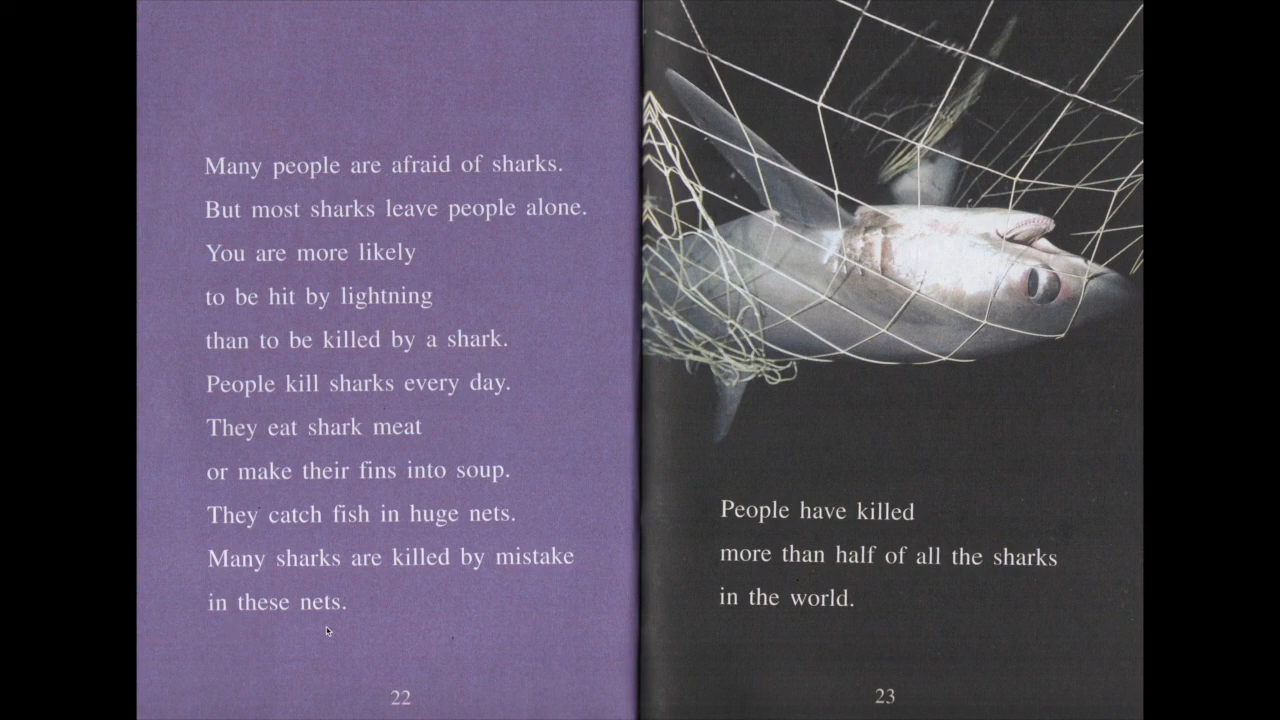 Many people are afraid of sharks.
But most sharks leave people alone.
You are more likely
to be hit by lightning
than to be killed by a shark.
People kill sharks every day.
They eat shark meat
or make their fins into soup.
They catch fish in huge nets.
Many sharks are killed by mistake
in these nets.
22
People have killed
more than half of all the sharks
in the world.
23